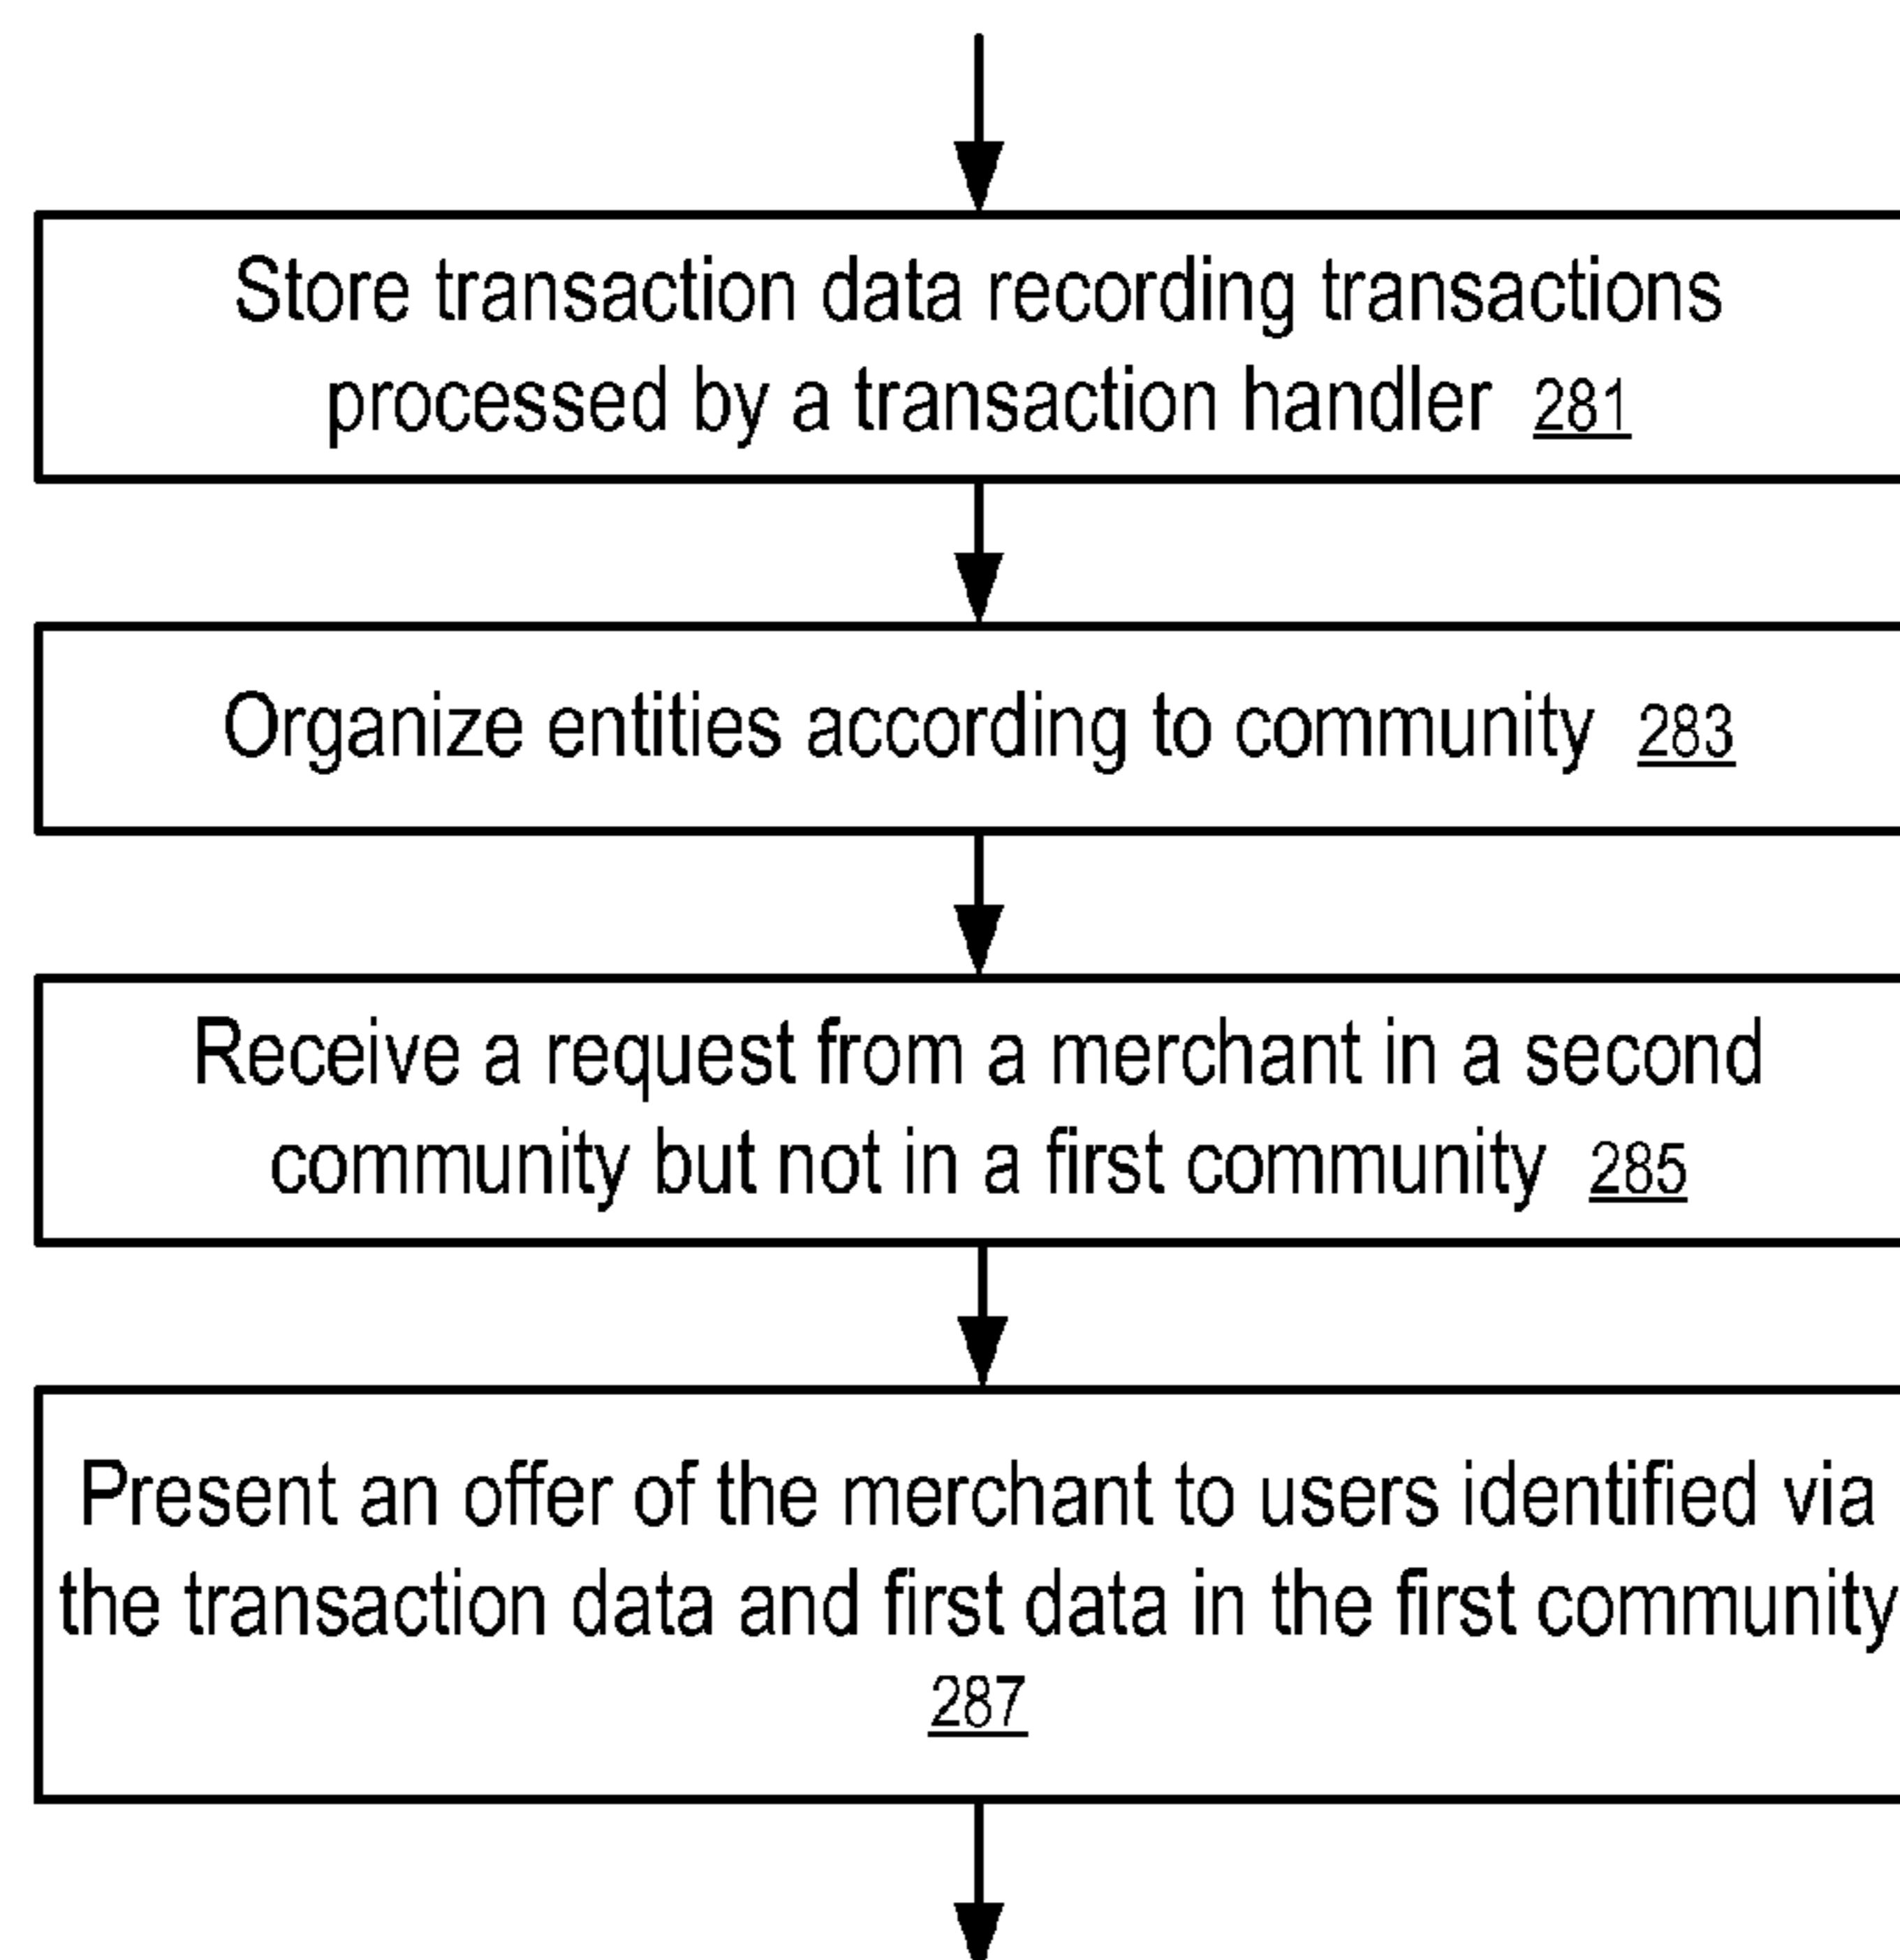 Store transaction data recording transactions
processed by a transaction handler 281
Organize entities according to community 283
Receive a request from a merchant in a second
community but not in a first community 285
Present an offer of the merchant to users identified via
the transaction data and first data in the first community
287